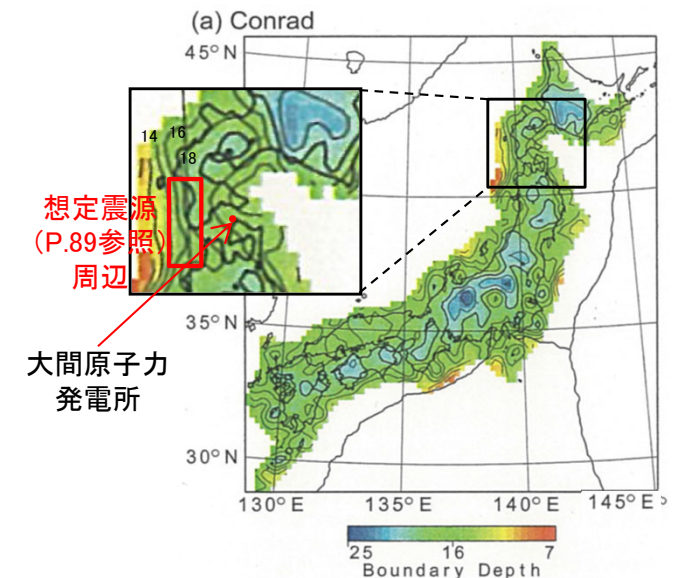 (a) Conrad
45°N
14
16
18
想定震源
（P.89参照）
周辺
大間原子力
発電所
35°N
30°N
130°E
135°E
140°E
145°E
25
16
7
Boundary Depth